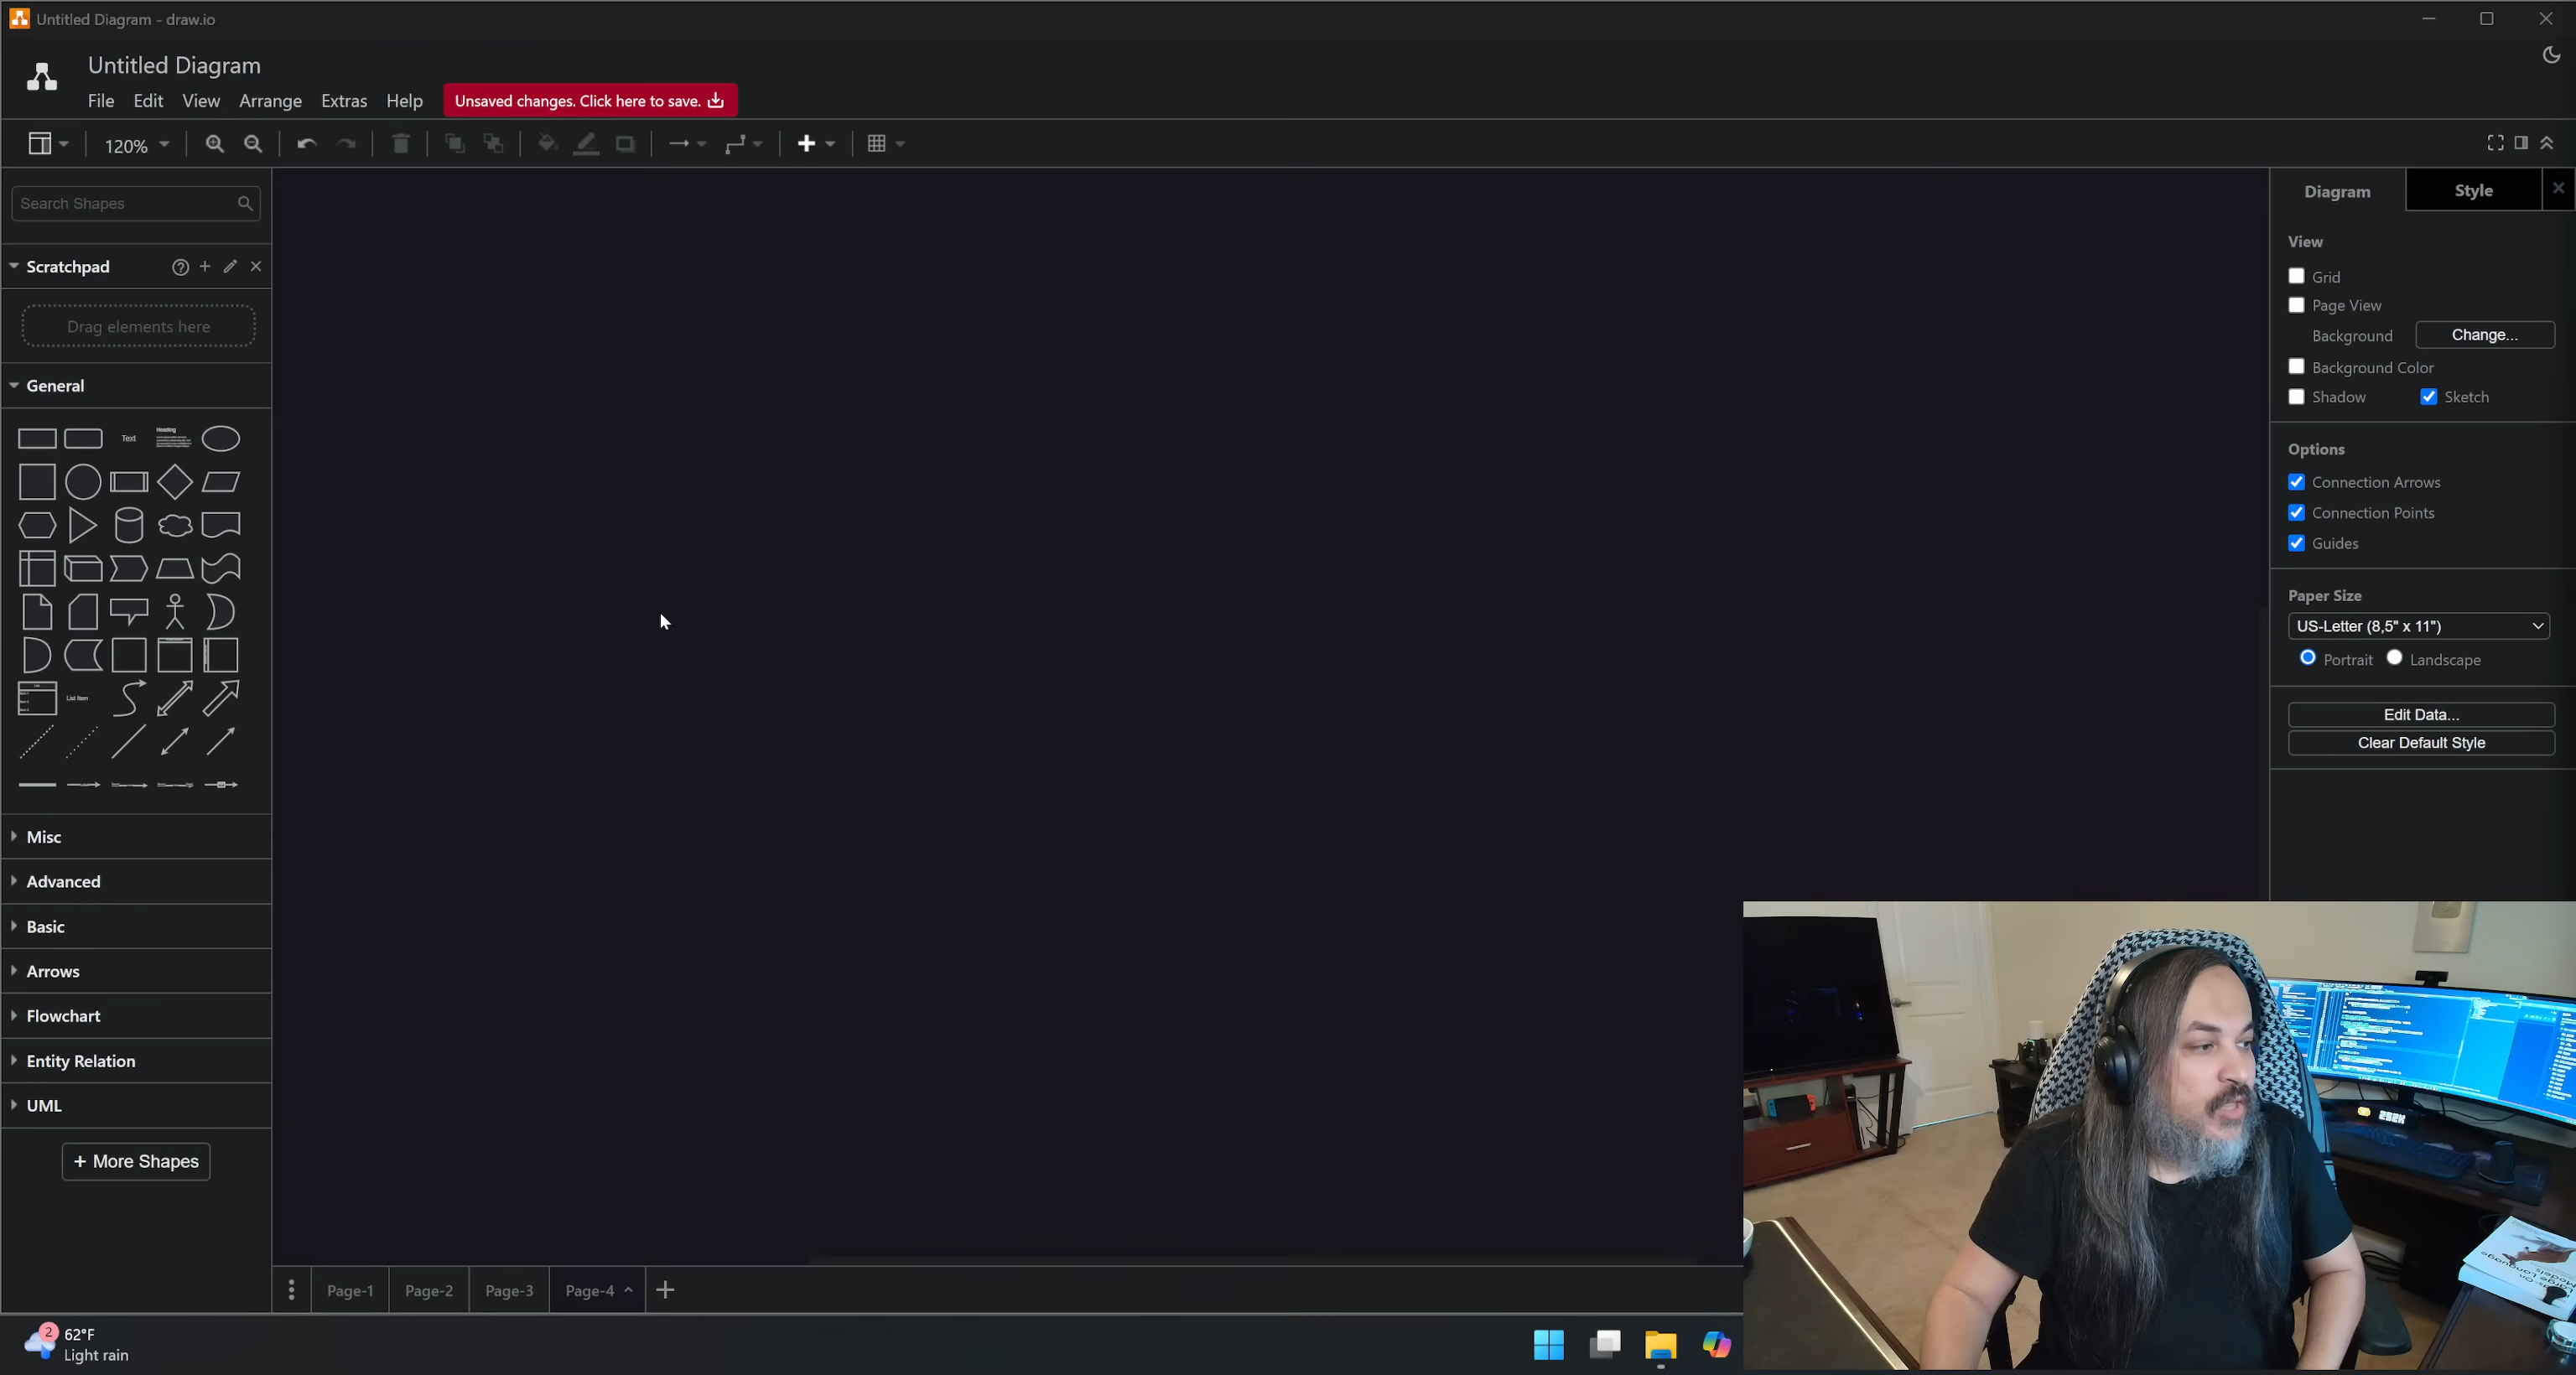 Untitled Diagram - draw.io
Untitled Diagram
File Edit View Arrange Extras Help Unsaved changes. Click here to save.
120%
Search Shapes
Scratchpad
Drag elements here
General
Text
Heading
List Item
Misc
Advanced
Basic
Arrows
Flowchart
Entity Relation
UML
+ More Shapes
Diagram Style
View
Grid
Page View
Background Change...
Background Color
Shadow Sketch
Options
Connection Arrows
Connection Points
Guides
Paper Size
US-Letter (8,5" x 11")
Portrait Landscape
Edit Data...
Clear Default Style
Page-1 Page-2 Page-3 Page-4
2
62°F
Light rain